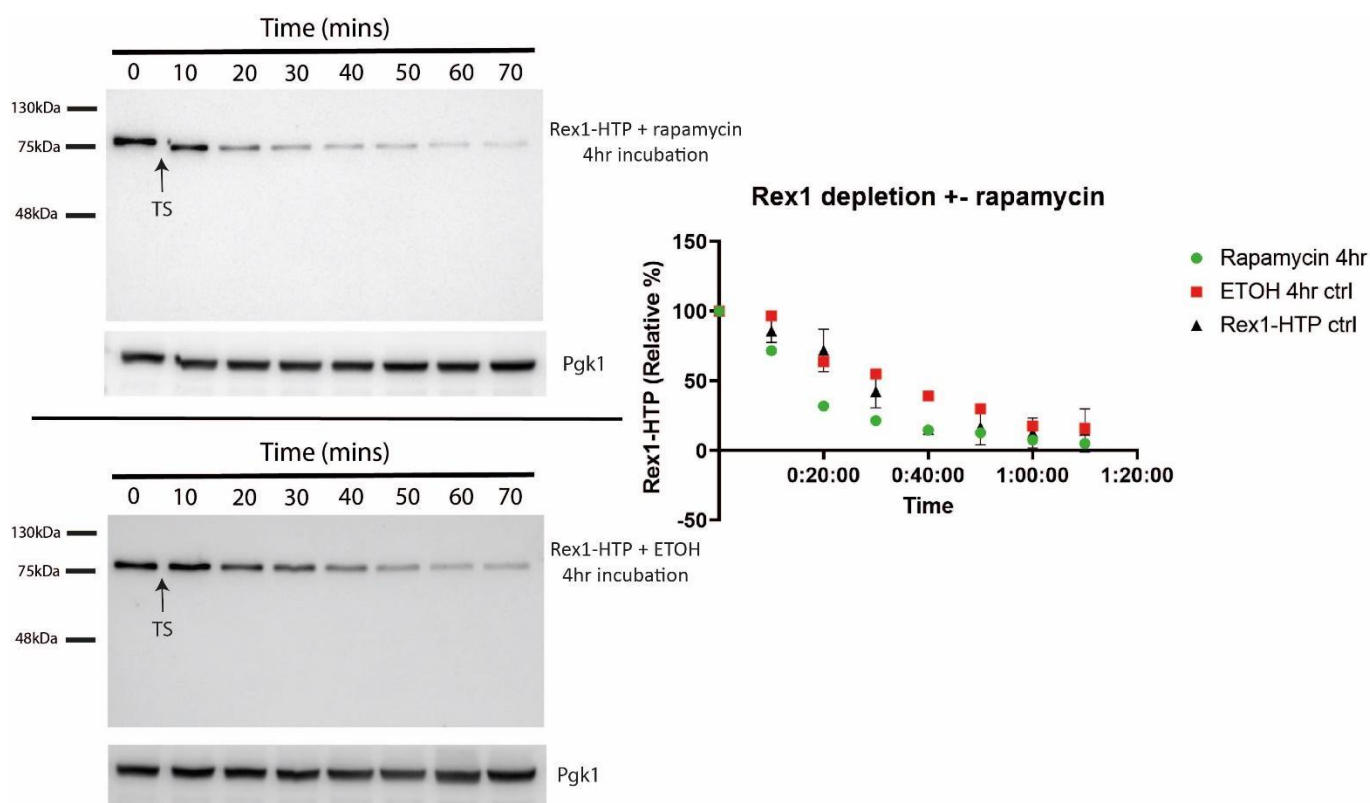 Time (mins)
0 10 20 30 40 50 60 70
130kDa
75kDa
48kDa
TS
Rex1-HTP + rapamycin
4hr incubation
Pgk1
Time (mins)
0 10 20 30 40 50 60 70
130kDa
75kDa
48kDa
TS
Rex1-HTP + ETOH
4hr incubation
Pgk1
Rex1 depletion +- rapamycin
Rex1-HTP (Relative %)
150
100
50
0
-50
0:20:00 0:40:00 1:00:00 1:20:00
Time
Rapamycin 4hr
ETOH 4hr ctrl
Rex1-HTP ctrl